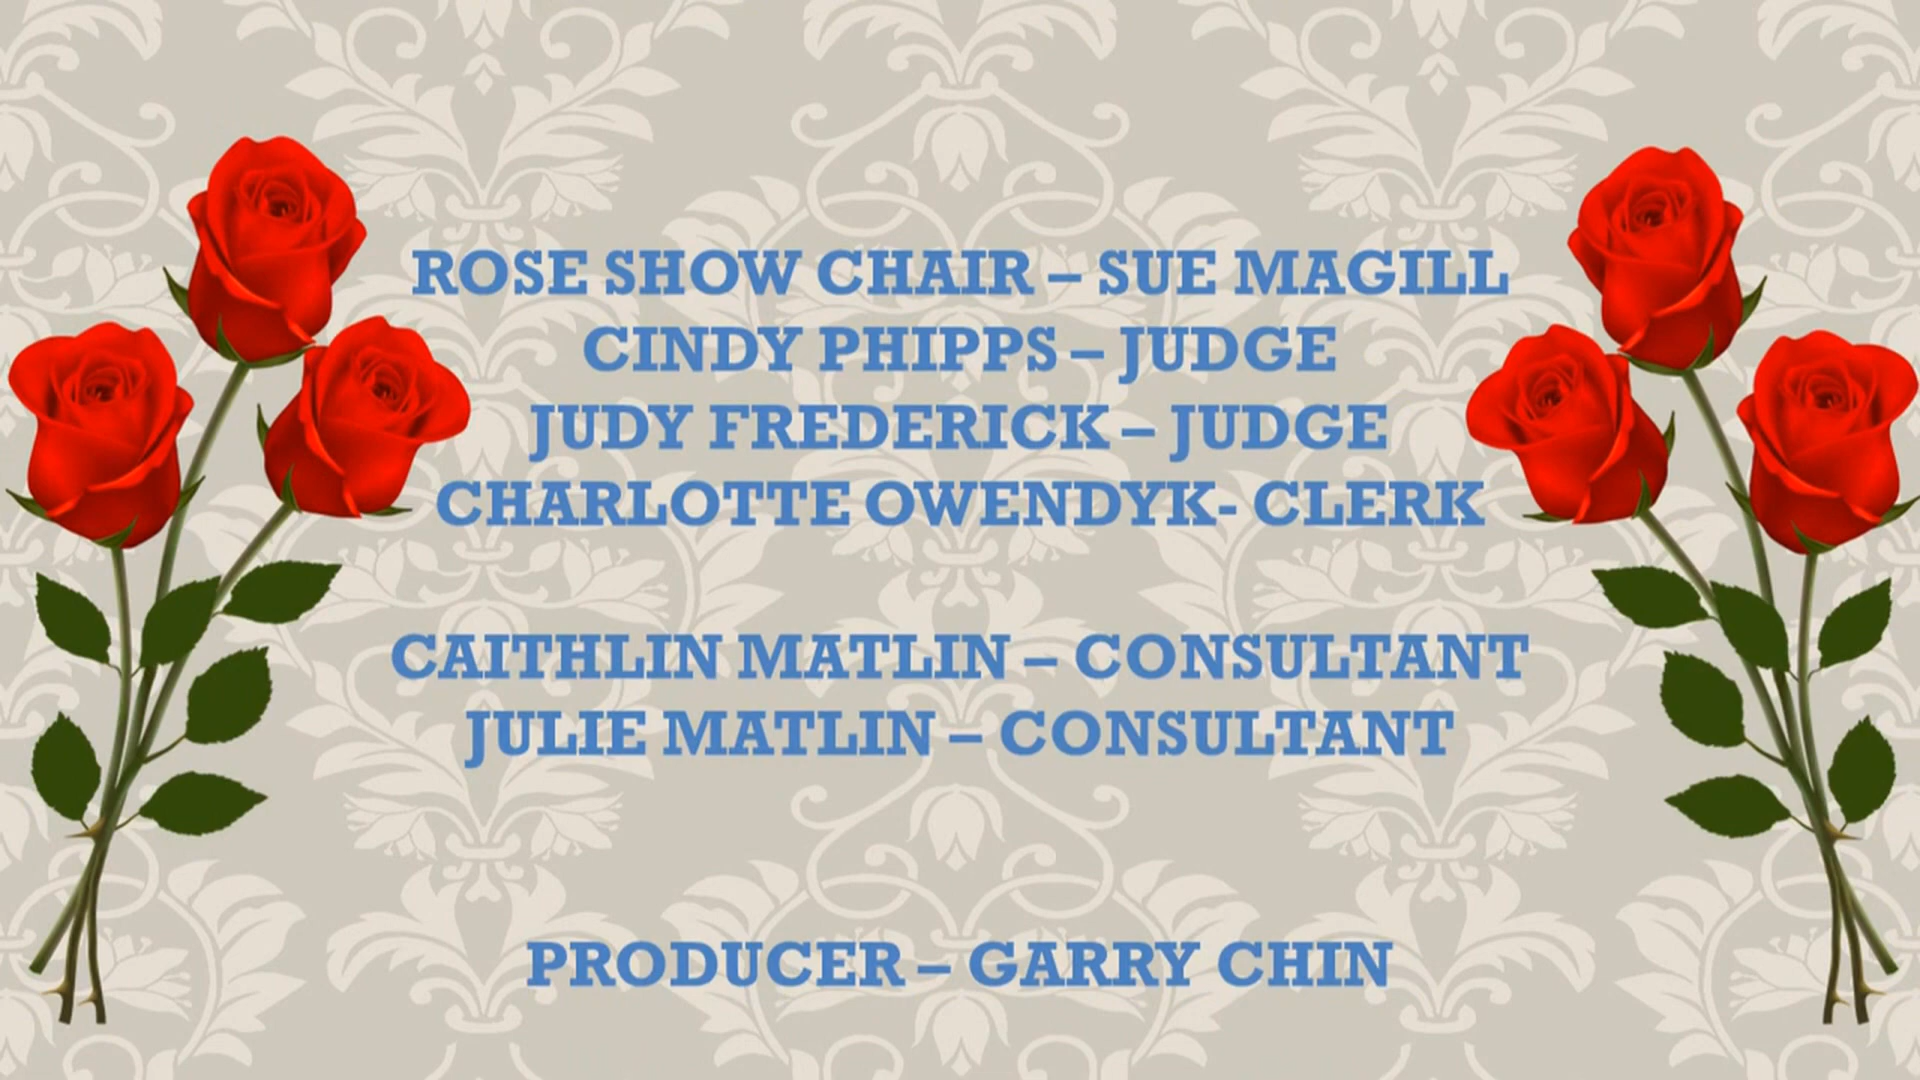 ROSE SHOW CHAIR – SUE MAGILL
CINDY PHIPPS – JUDGE
JUDY FREDERICK – JUDGE
CHARLOTTE OWENDYK- CLERK
CAITHLIN MATLIN – CONSULTANT
JULIE MATLIN – CONSULTANT
PRODUCER – GARRY CHIN